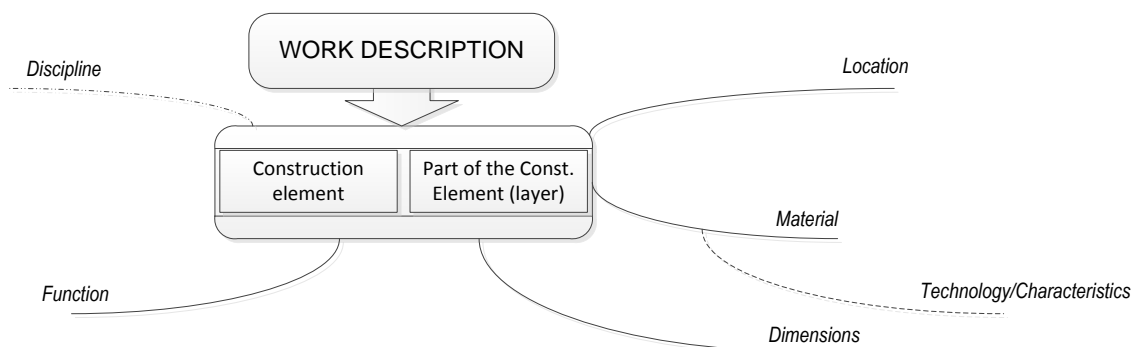 WORK DESCRIPTION
Discipline
Location
Construction
element
Part of the Const.
Element (layer)
Material
Function
Technology/Characteristics
Dimensions